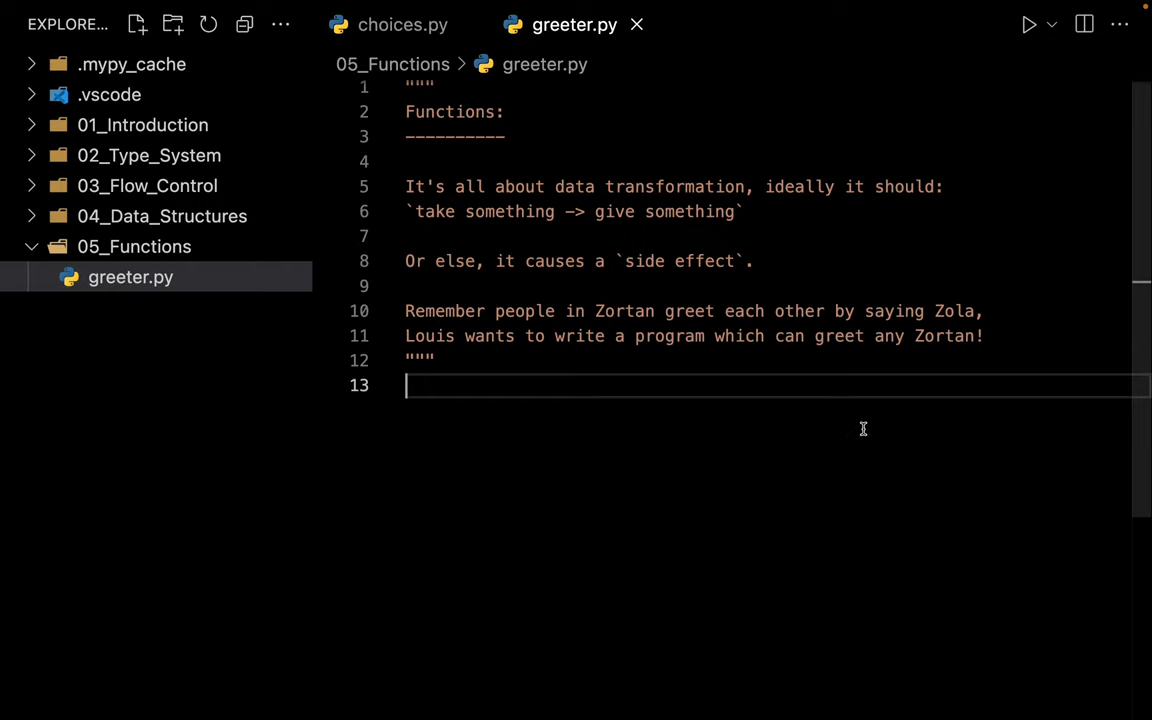 EXPLORE...
choices.py
greeter.py
.mypy_cache
.vscode
01_Introduction
02_Type_System
03_Flow_Control
04_Data_Structures
05_Functions
greeter.py
05_Functions > greeter.py
1 """
2 Functions:
3 ----------
4
5 It's all about data transformation, ideally it should:
6 `take something -> give something`
7
8 Or else, it causes a `side effect`.
9
10 Remember people in Zortan greet each other by saying Zola,
11 Louis wants to write a program which can greet any Zortan!
12 """
13